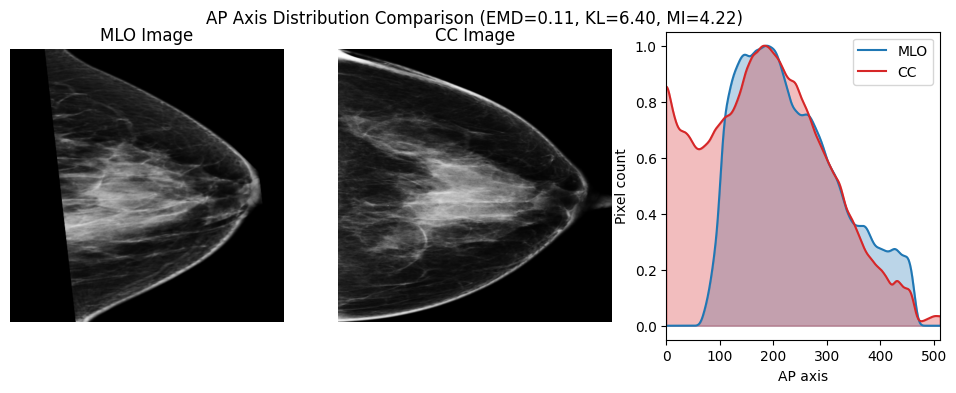 AP Axis Distribution Comparison (EMD=0.11, KL=6.40, MI=4.22)
MLO Image
CC Image
MLO
CC
Pixel count
1.0
0.8
0.6
0.4
0.2
0.0
0 100 200 300 400 500
AP axis